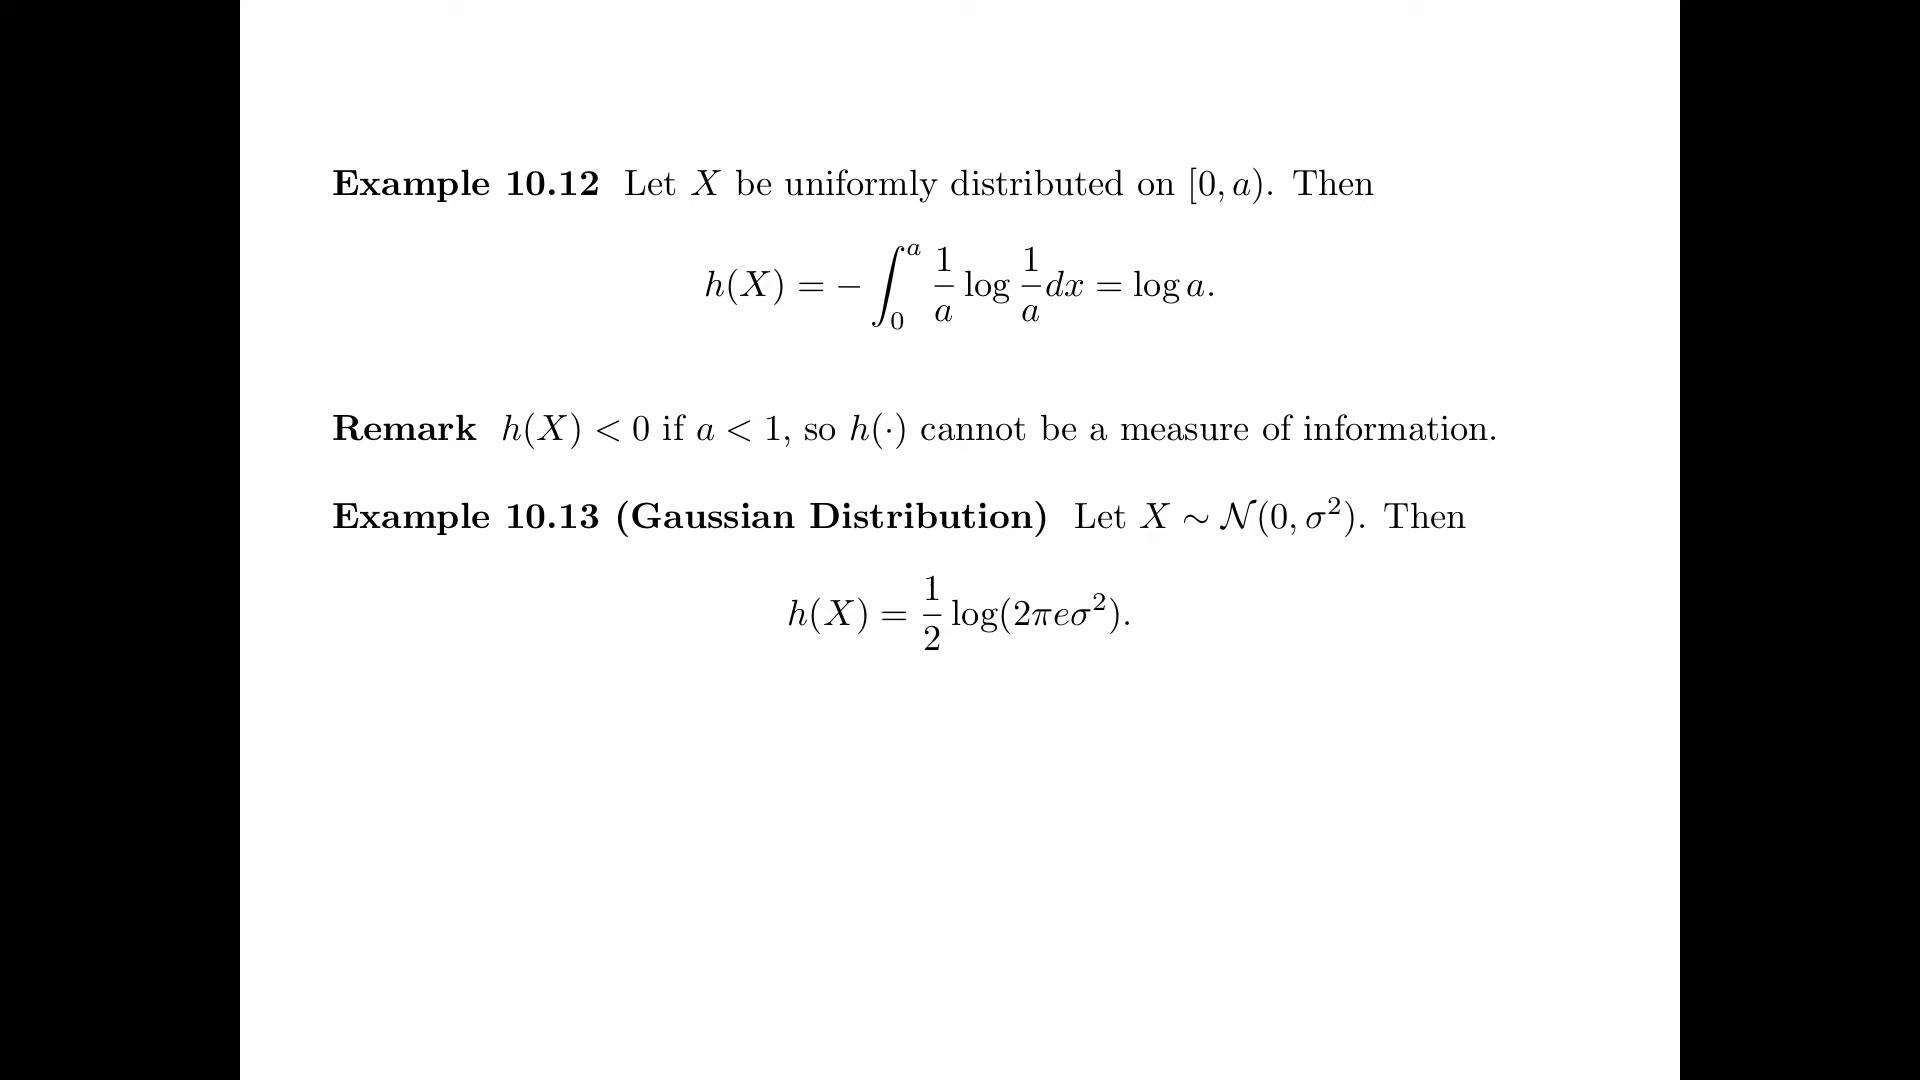 Example 10.12 Let X be uniformly distributed on [0, a). Then
h(X) = − ∫₀ᵃ 1/a log 1/a dx = log a.
Remark h(X) < 0 if a < 1, so h(·) cannot be a measure of information.
Example 10.13 (Gaussian Distribution) Let X ∼ 𝒩(0, σ²). Then
h(X) = 1/2 log(2πeσ²).